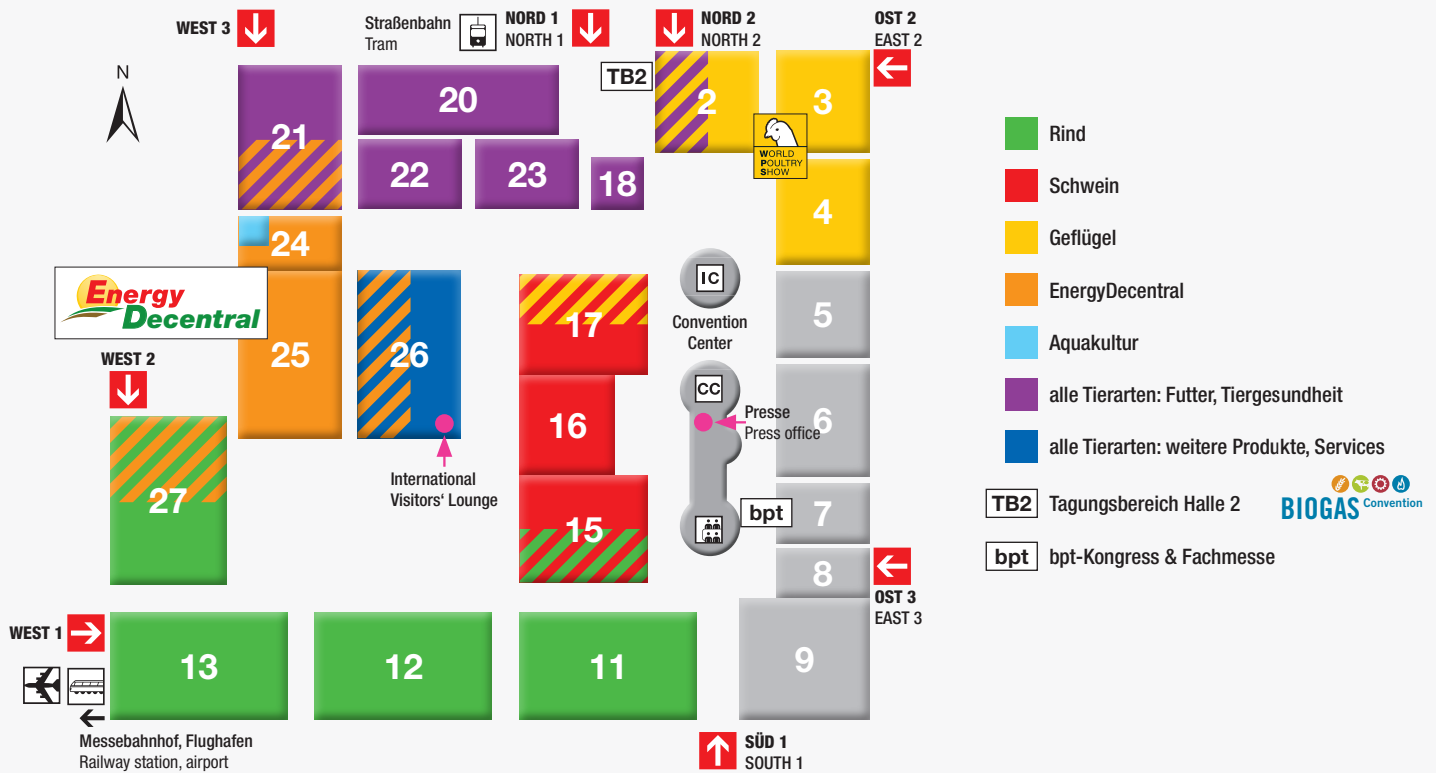 WEST 3
Straßenbahn
Tram
NORD 1
NORTH 1
NORD 2
NORTH 2
OST 2
EAST 2
N
TB2
20
2
3
21
22
23
18
WORLD
POULTRY
SHOW
4
24
Energy
Decentral
IC
Convention
Center
5
17
25
26
WEST 2
CC
Presse
Press office
6
16
International
Visitors‘ Lounge
27
15
bpt
7
8
OST 3
EAST 3
WEST 1
13
12
11
9
Messebahnhof, Flughafen
Railway station, airport
SÜD 1
SOUTH 1
Rind
Schwein
Geflügel
EnergyDecentral
Aquakultur
alle Tierarten: Futter, Tiergesundheit
alle Tierarten: weitere Produkte, Services
TB2 Tagungsbereich Halle 2
BIOGAS Convention
bpt bpt-Kongress & Fachmesse